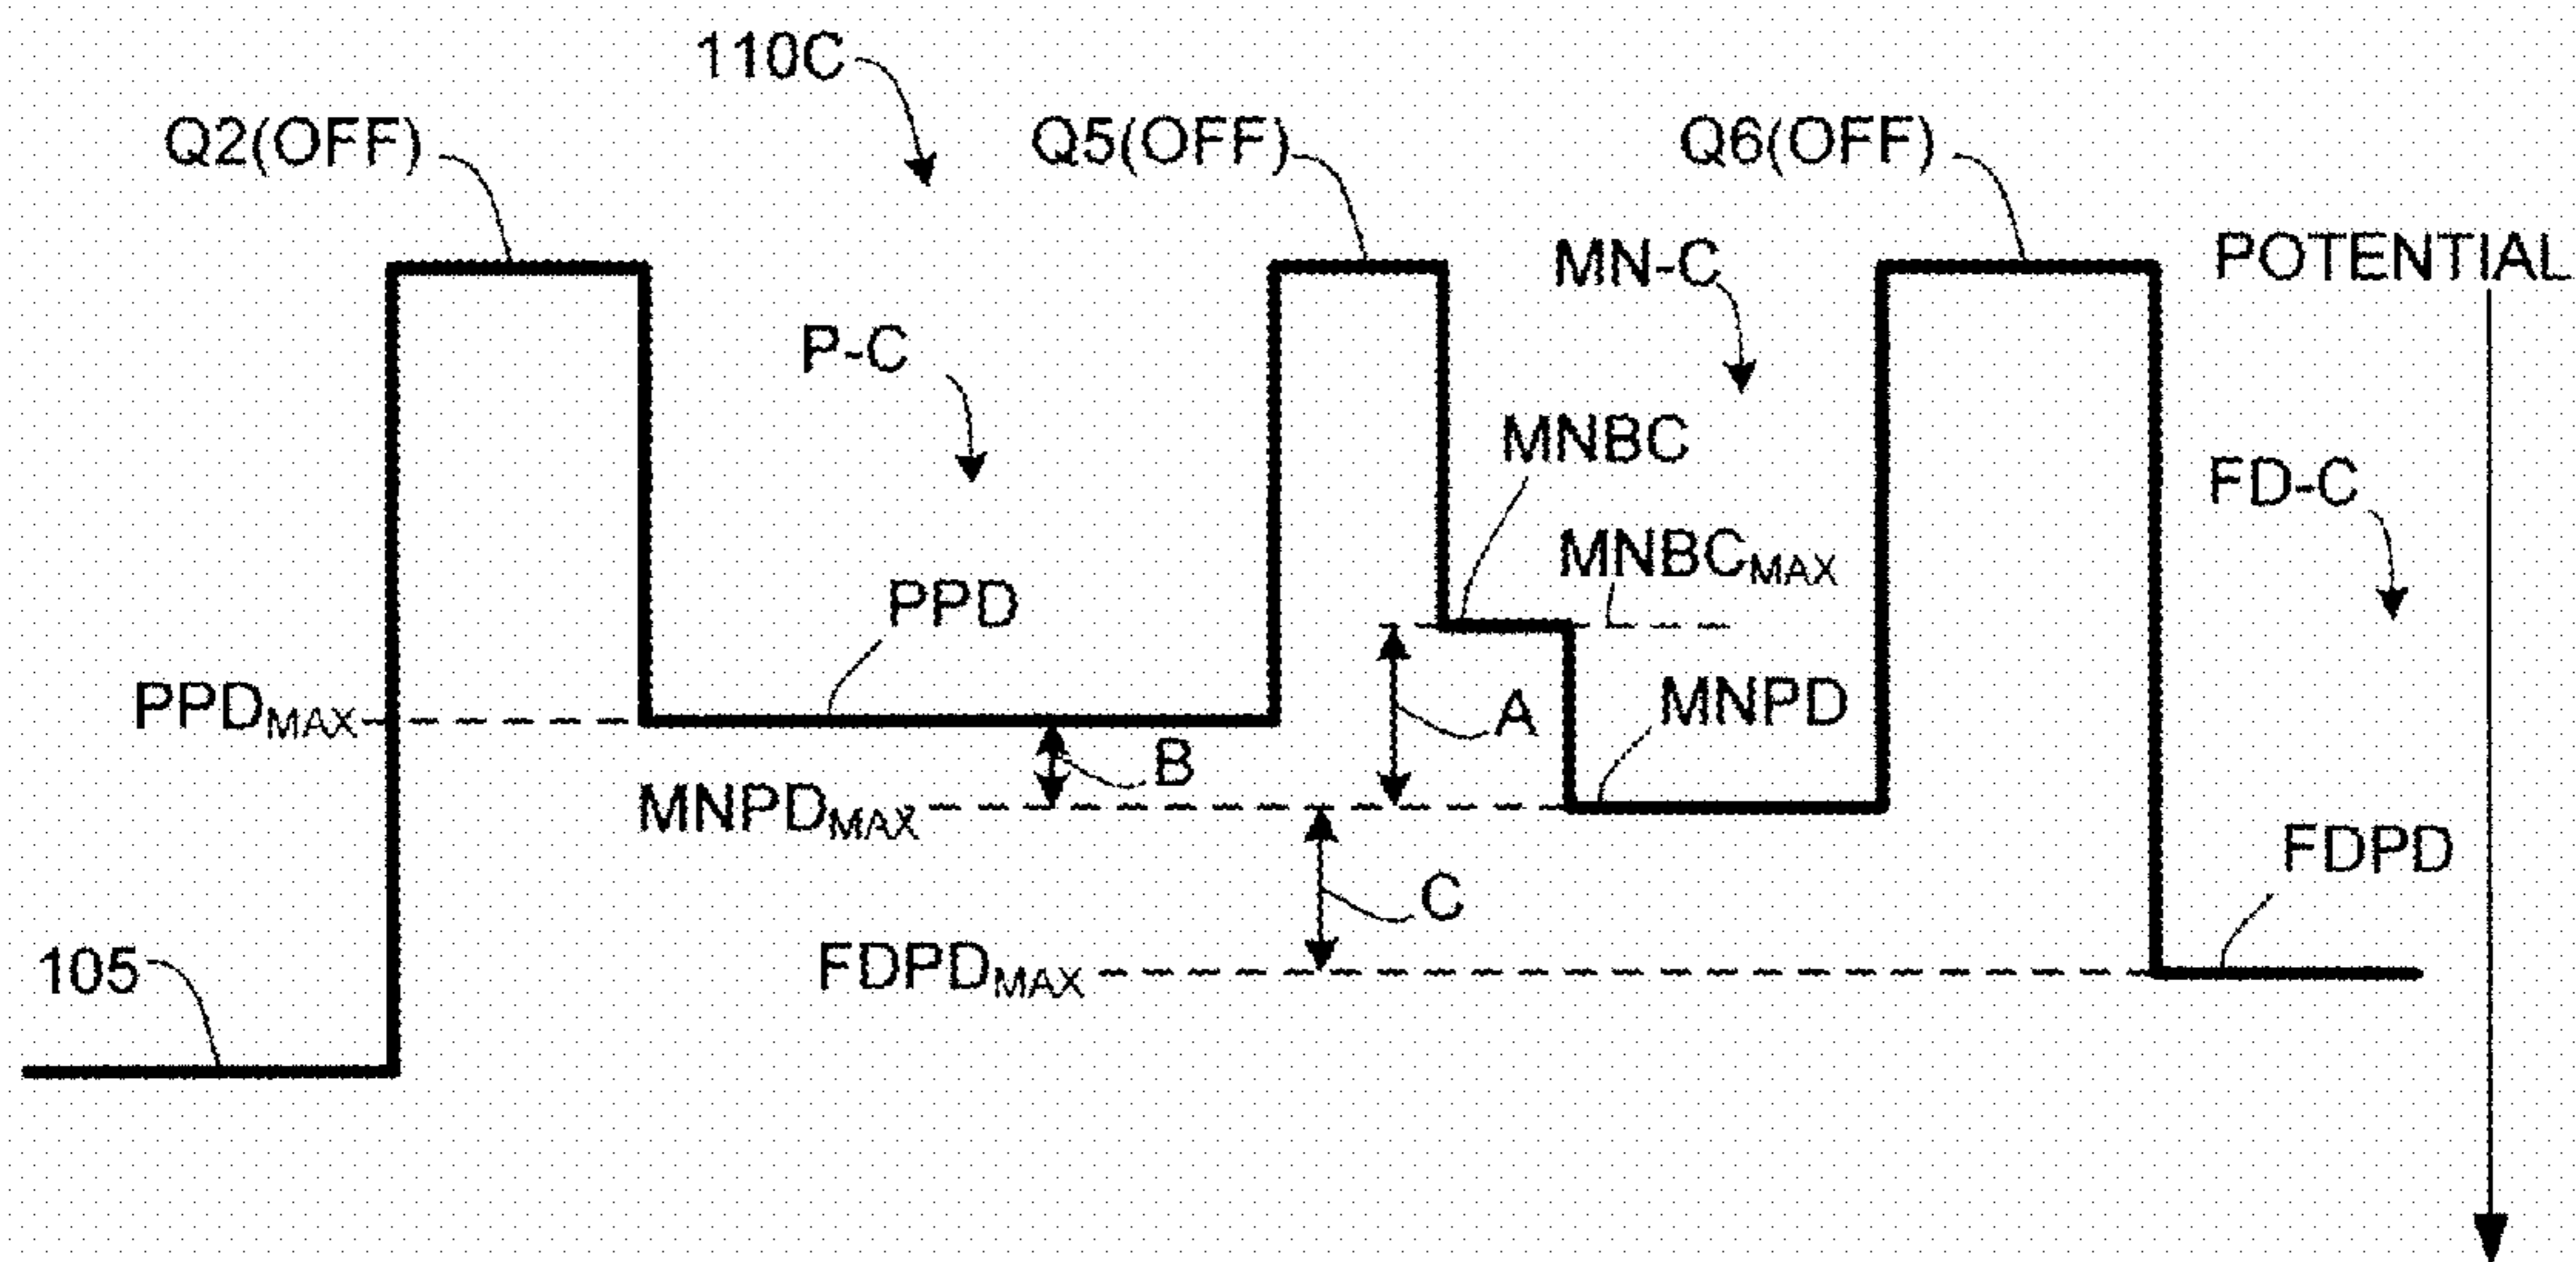 110C
Q2(OFF)
Q5(OFF)
Q6(OFF)
POTENTIAL
MN-C
P-C
MNBC
FD-C
MNBCMAX
PPD
PPDMAX
MNPD
A
B
MNPDMAX
FDPD
C
105
FDPDMAX